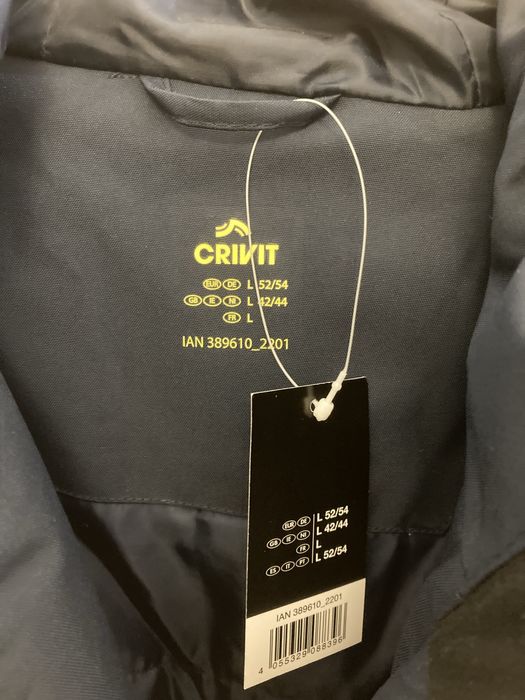 CRIVIT
EUR DE L 52/54
GB IE NI L 42/44
FR L
IAN 389610_2201
EUR DE L 52/54
GB IE NI L 42/44
FR L
ES IT PT L 52/54
IAN 389610_2201
4 055329 088396